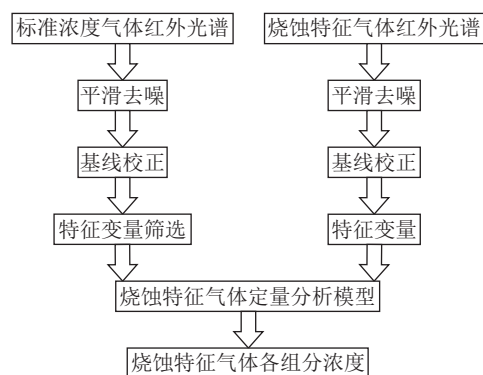 标准浓度气体红外光谱
烧蚀特征气体红外光谱
平滑去噪
平滑去噪
基线校正
基线校正
特征变量筛选
特征变量
烧蚀特征气体定量分析模型
烧蚀特征气体各组分浓度